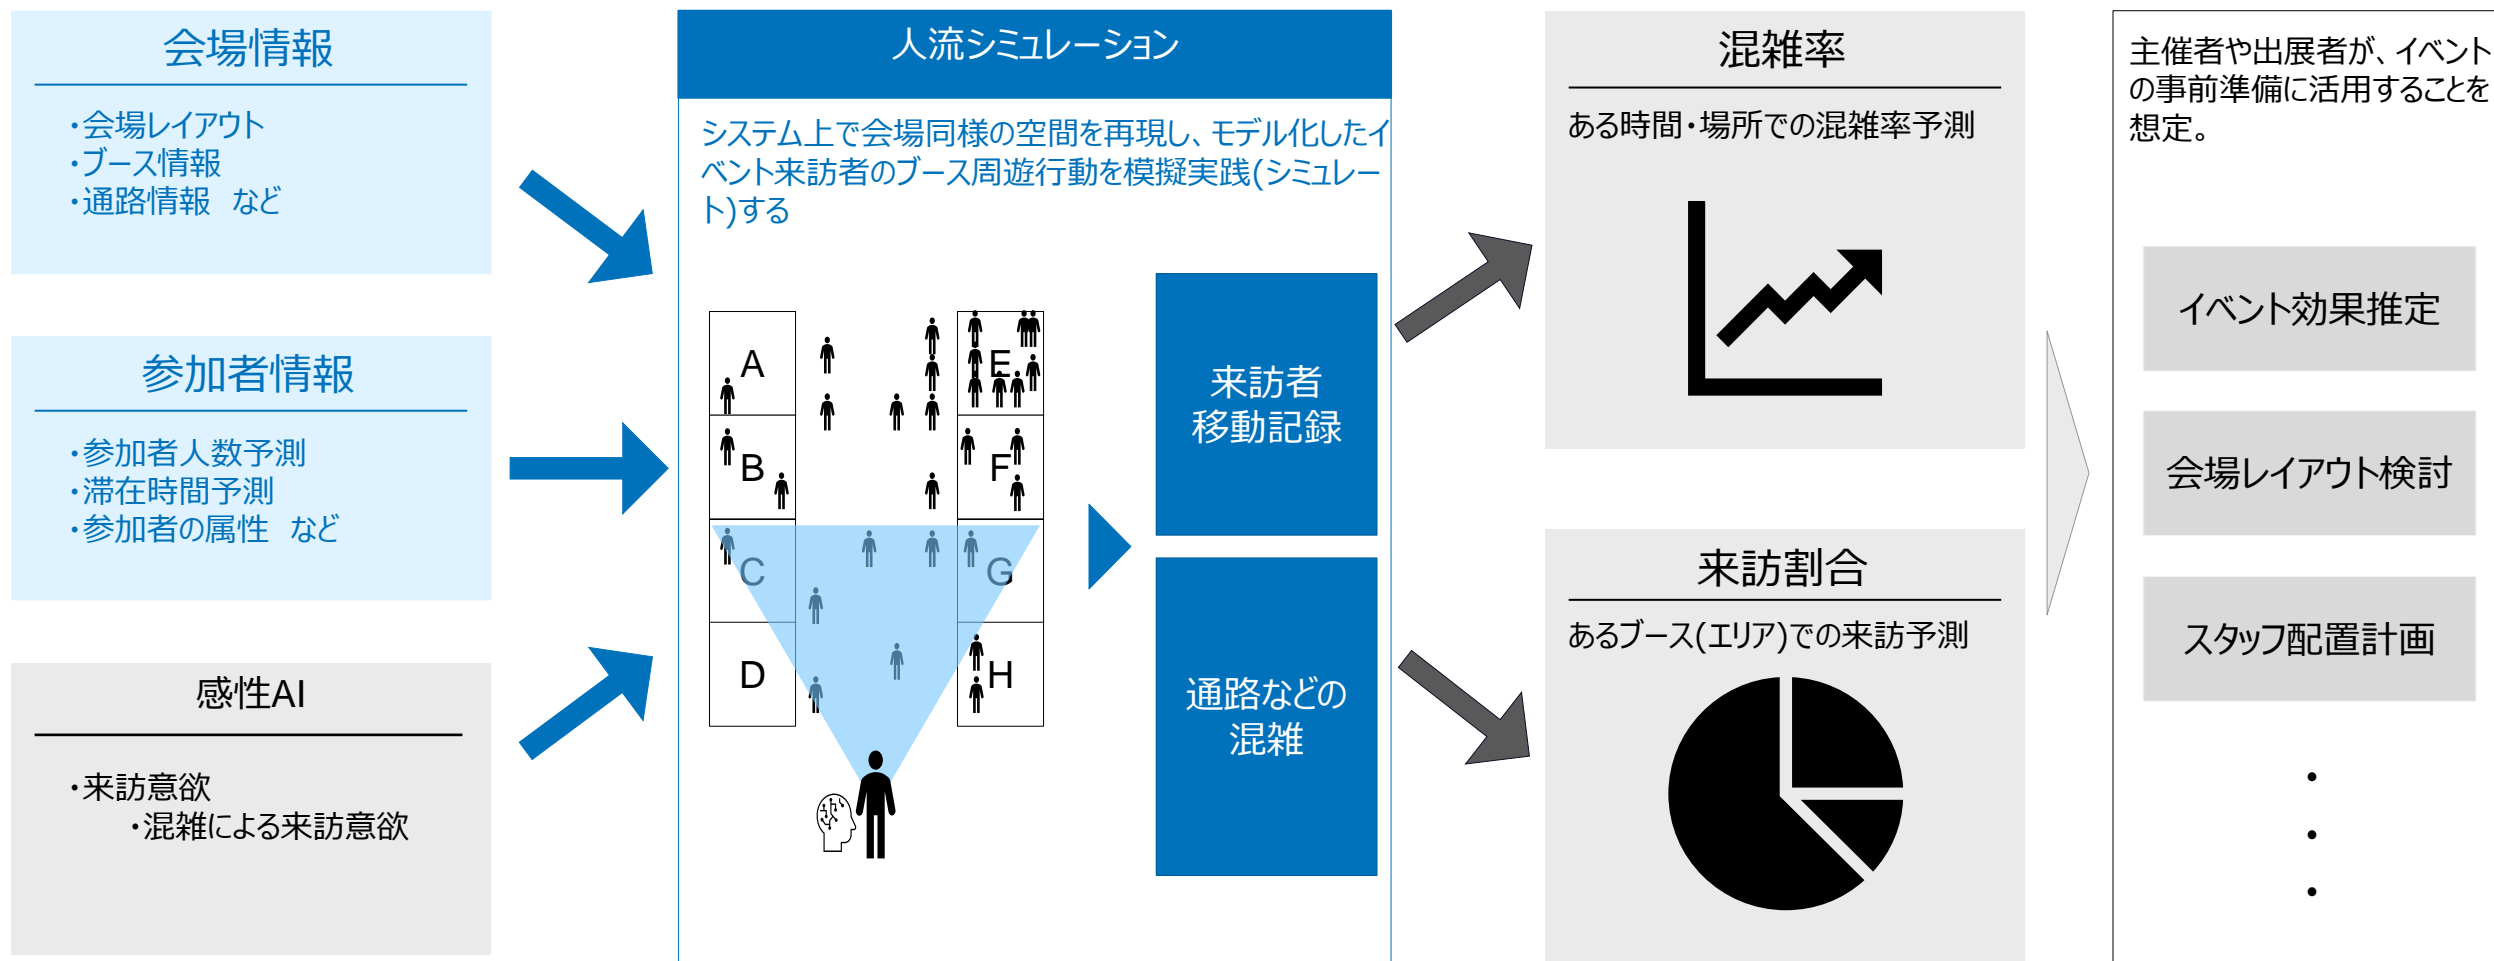 会場情報
・会場レイアウト
・ブース情報
・通路情報　など
参加者情報
・参加者人数予測
・滞在時間予測
・参加者の属性　など
感性AI
・来訪意欲
・混雑による来訪意欲
人流シミュレーション
システム上で会場同様の空間を再現し、モデル化したイ
ベント来訪者のブース周遊行動を模擬実践(シミュレー
ト)する
A
B
C
D
E
F
G
H
来訪者
移動記録
通路などの
混雑
混雑率
ある時間・場所での混雑率予測
来訪割合
あるブース(エリア)での来訪予測
主催者や出展者が、イベント
の事前準備に活用することを
想定。
イベント効果推定
会場レイアウト検討
スタッフ配置計画
・
・
・